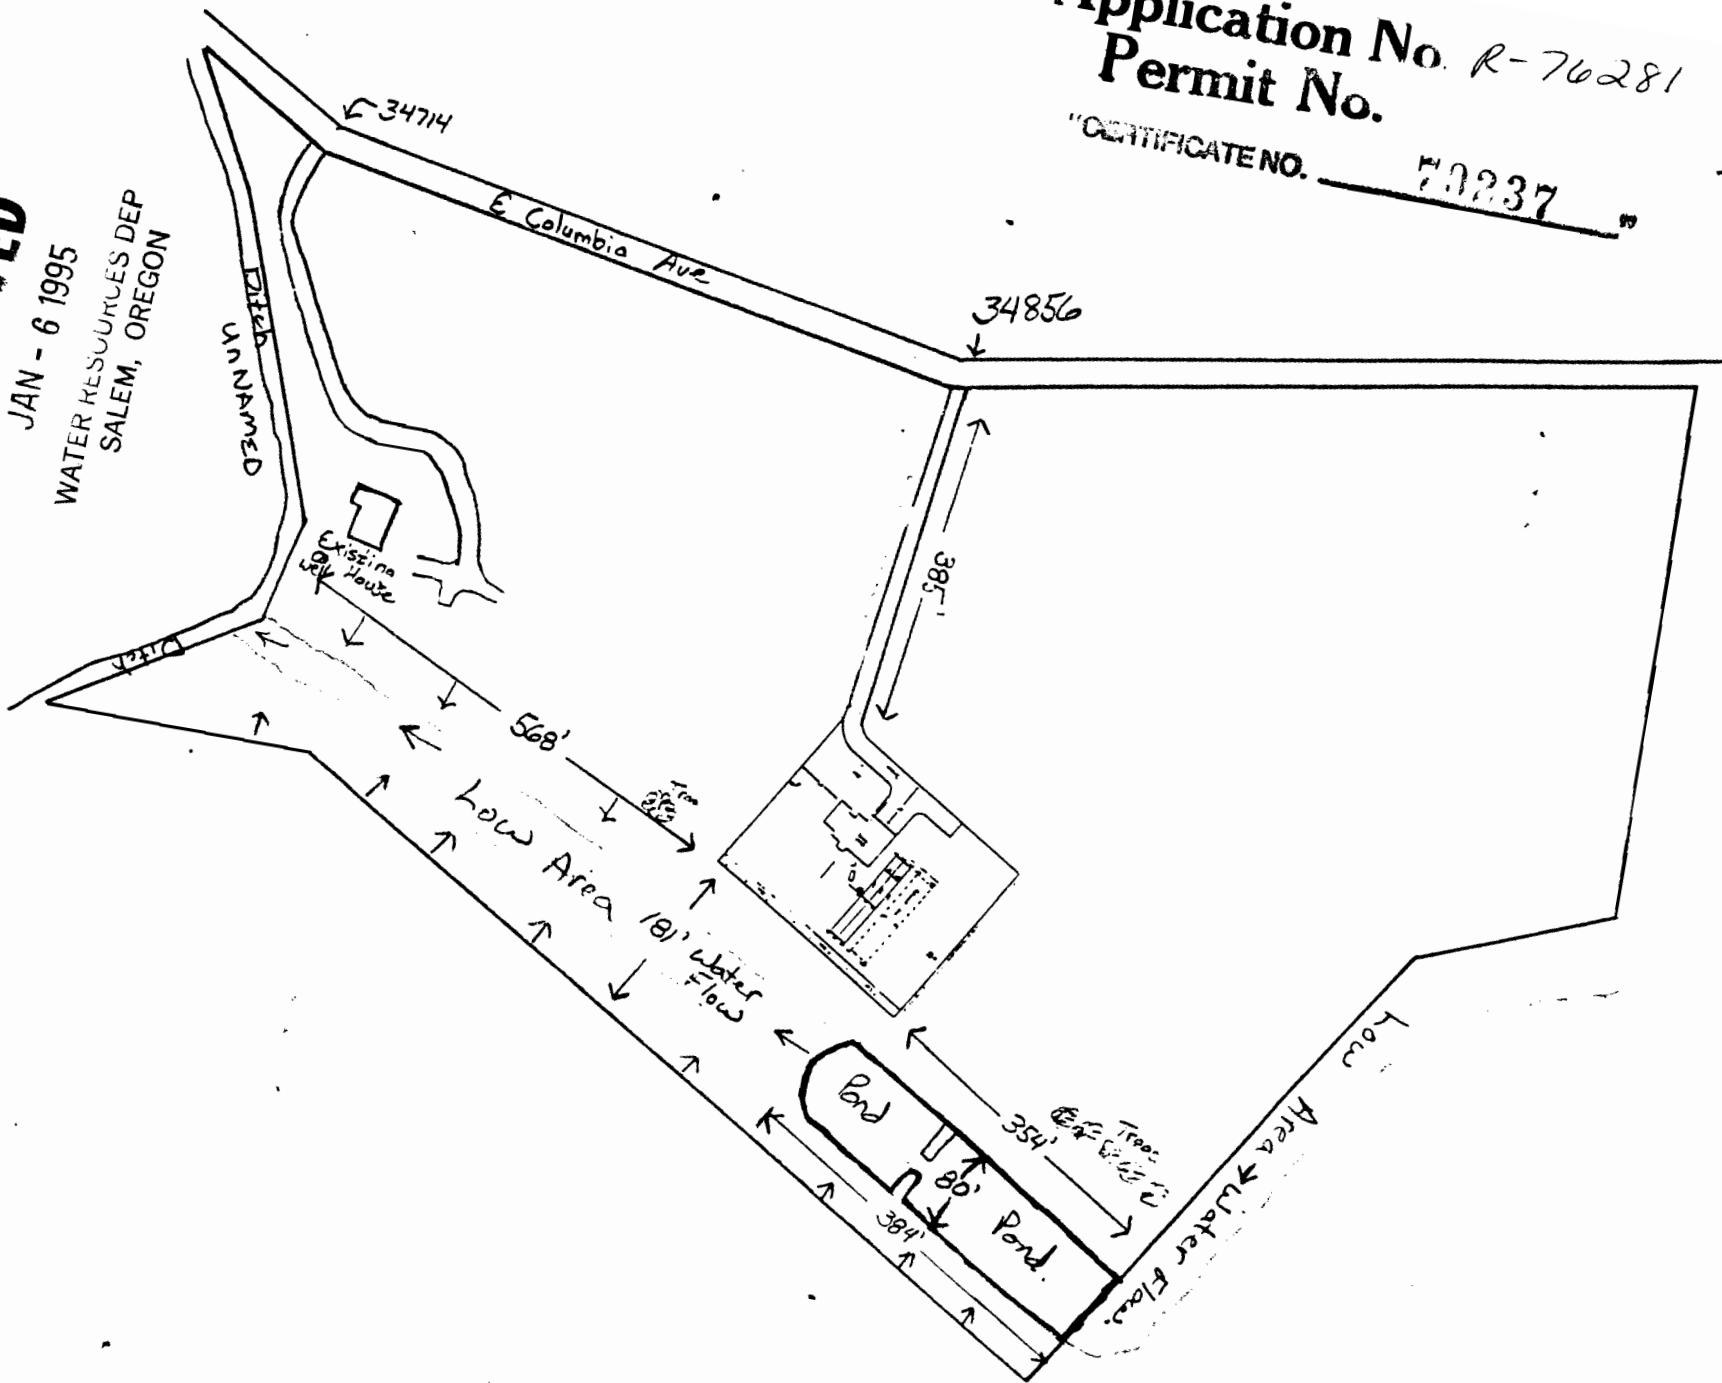 Application No. R-76281
Permit No.
"CERTIFICATE NO. 70237 "
JAN - 6 1995
WATER RESOURCES DEP
SALEM, OREGON
34714
E Columbia Ave
34856
Ditch
UNNAMED
Existing
Well House
Ditch
385'
568'
Low Area
181'
Water
Flow
Pond
354'
80'
Pond.
384'
Low Area → Water Flow